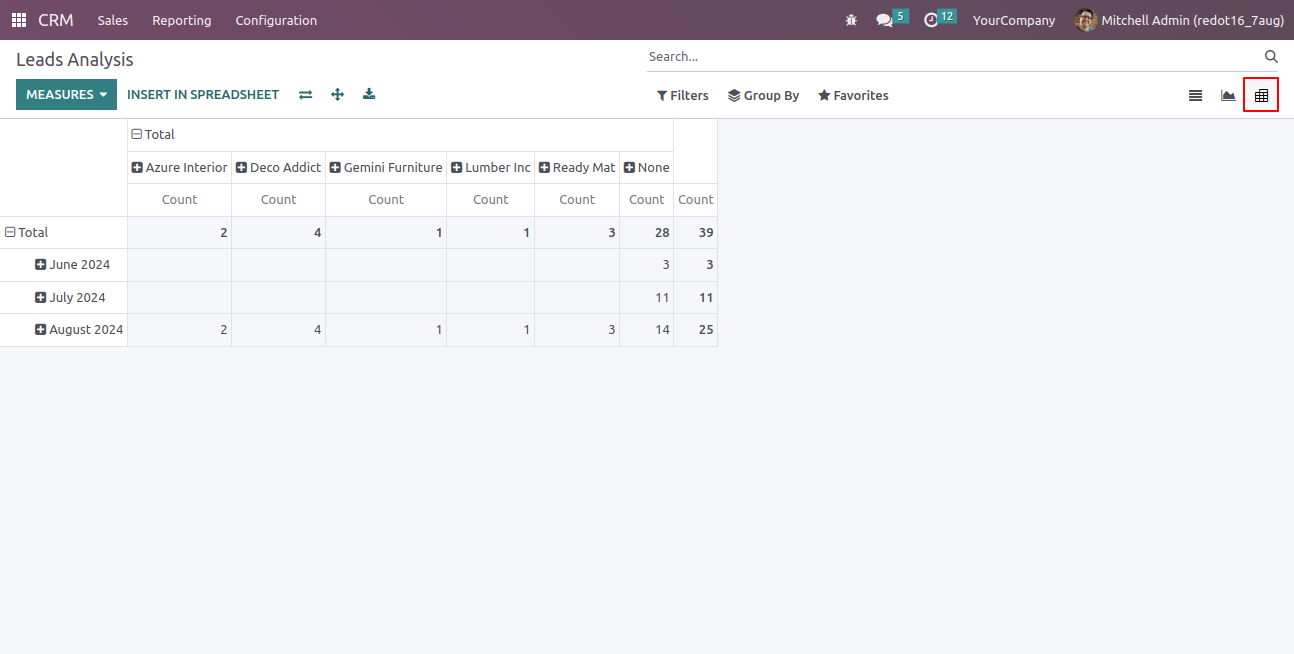 CRM Sales Reporting Configuration 5 12 YourCompany Mitchell Admin (redot16_7aug)
Leads Analysis Search...
MEASURES INSERT IN SPREADSHEET Filters Group By Favorites
Total
Azure Interior Deco Addict Gemini Furniture Lumber Inc Ready Mat None
Count Count Count Count Count Count Count
Total 2 4 1 1 3 28 39
June 2024 3 3
July 2024 11 11
August 2024 2 4 1 1 3 14 25